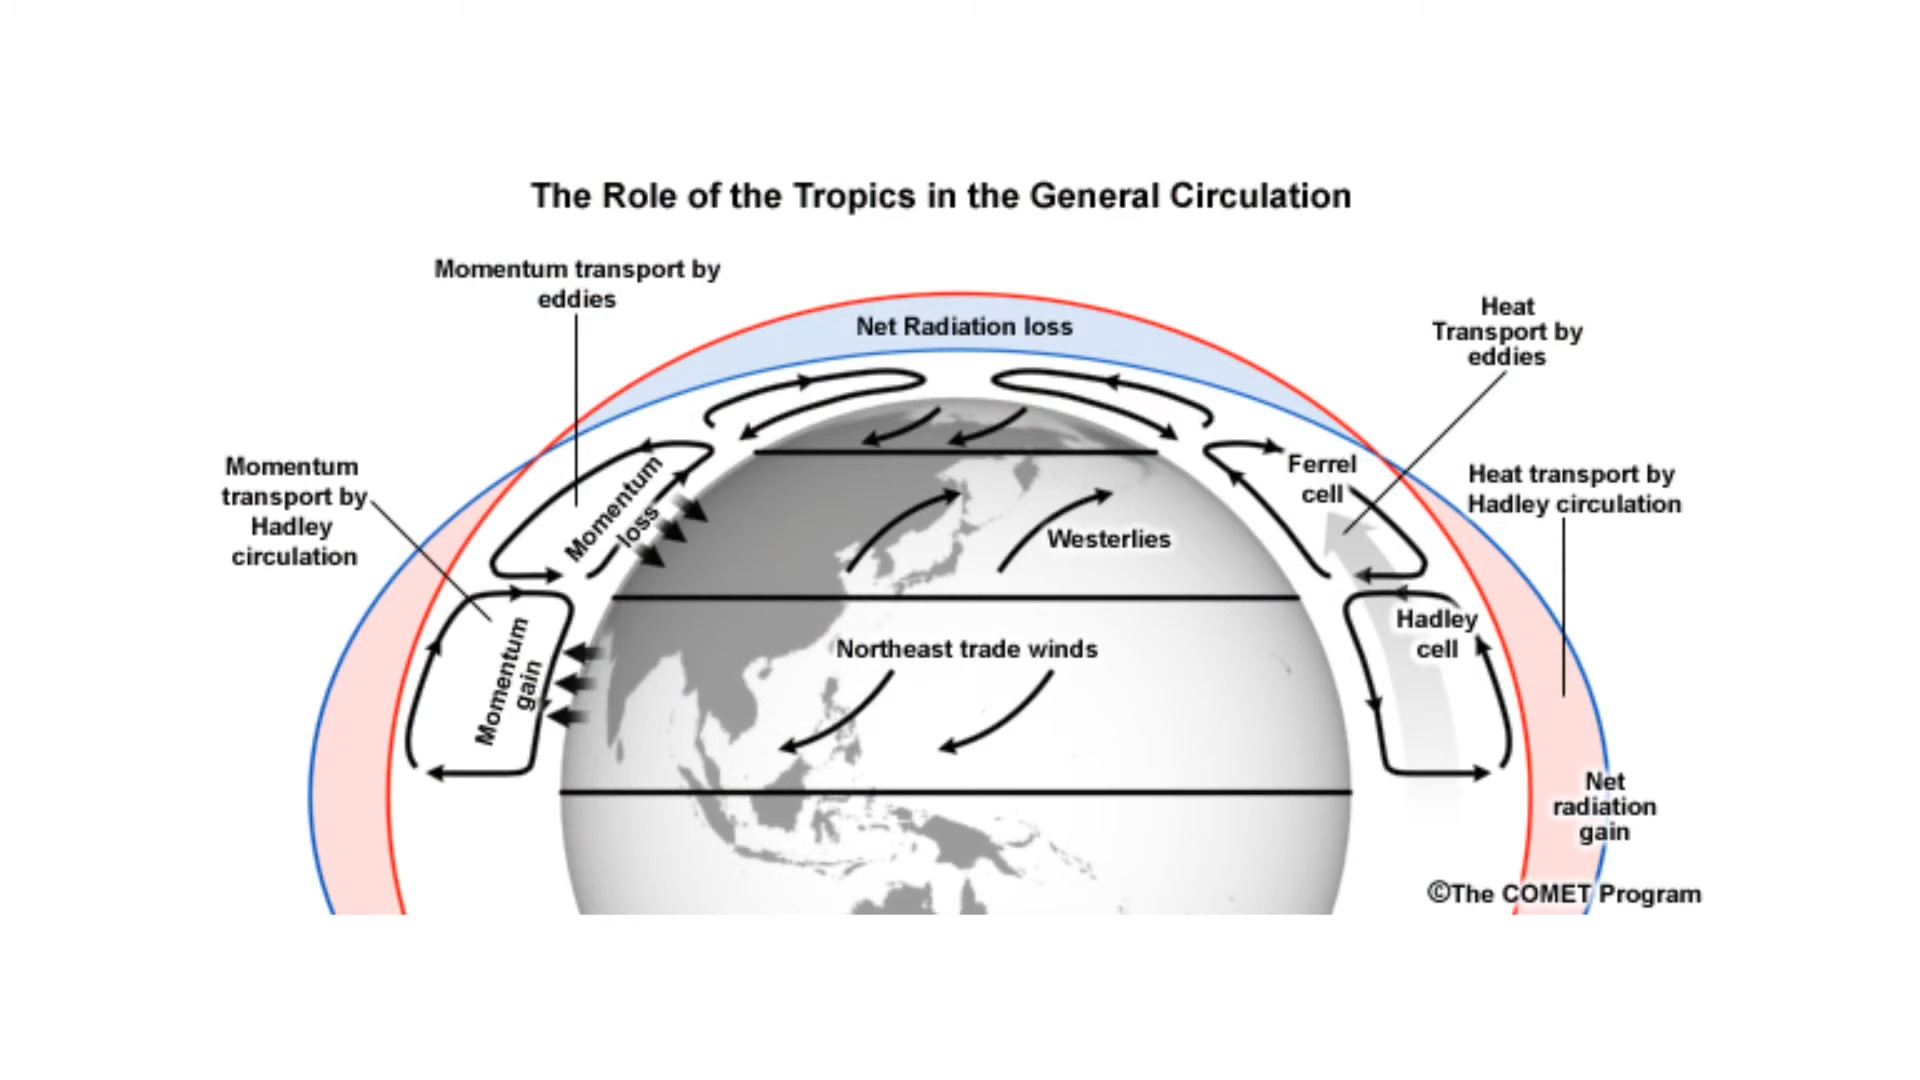 The Role of the Tropics in the General Circulation
Momentum transport by
eddies
Net Radiation loss
Heat
Transport by
eddies
Momentum
transport by
Hadley
circulation
Momentum
loss
Ferrel
cell
Heat transport by
Hadley circulation
Westerlies
Momentum
gain
Northeast trade winds
Hadley
cell
Net
radiation
gain
©The COMET Program